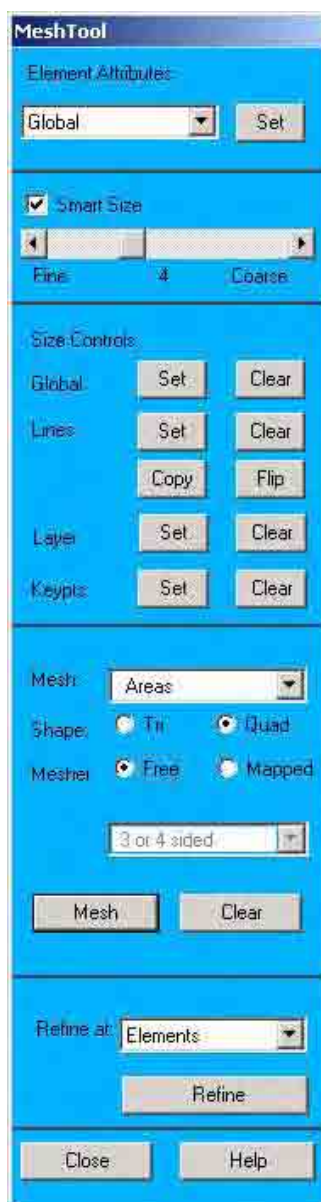 MeshTool
Element Attributes:
Global Set
Smart Size
Fine 4 Coarse
Size Controls:
Global Set Clear
Lines Set Clear
Copy Flip
Layer Set Clear
Keypts Set Clear
Mesh: Areas
Shape: Tri Quad
Mesher: Free Mapped
3 or 4 sided
Mesh Clear
Refine at: Elements
Refine
Close Help